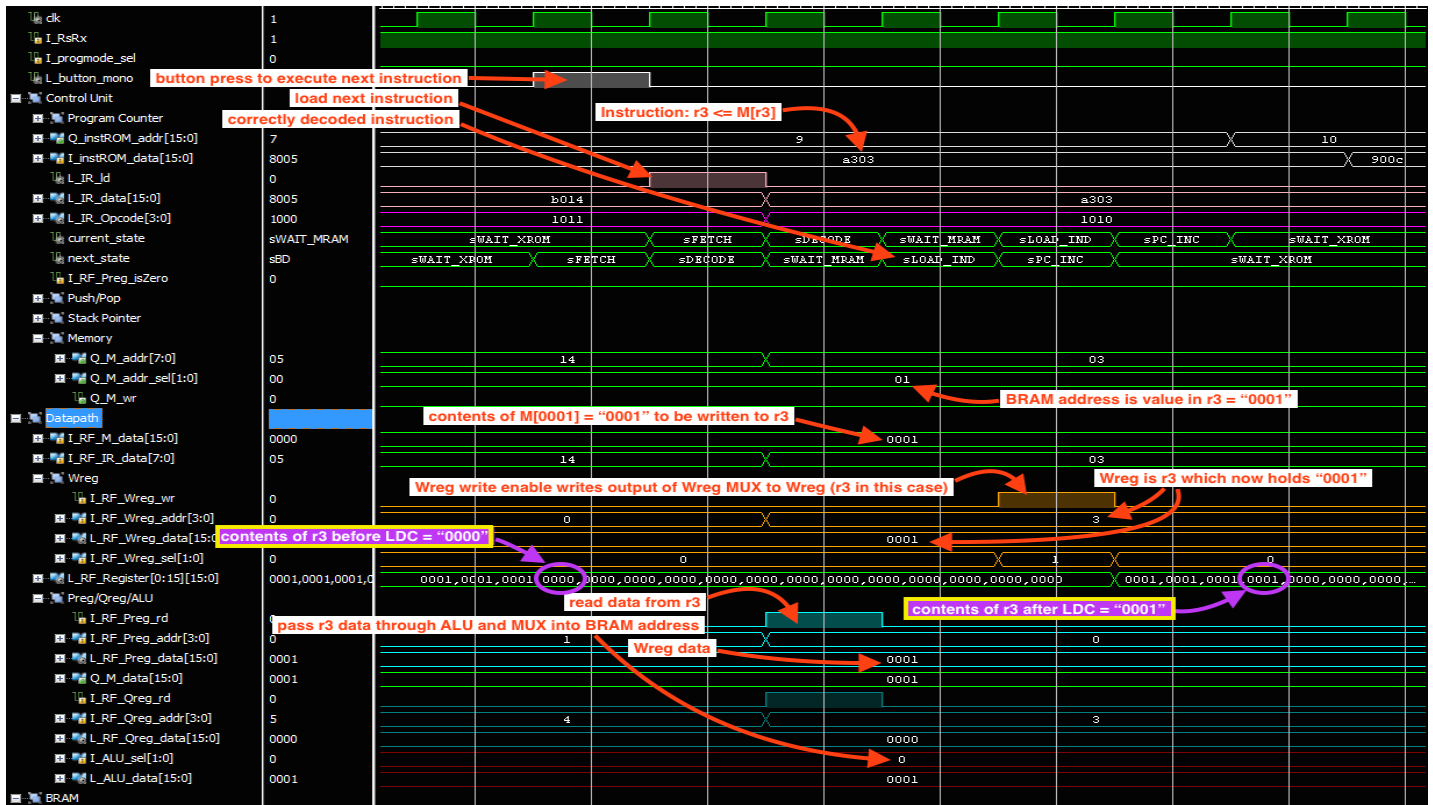 clk 1
I_RsRx 1
I_progmode_sel 0
L_button_mono button press to execute next instruction
Control Unit load next instruction
Program Counter correctly decoded instruction Instruction: r3 <= M[r3]
Q_instROM_addr[15:0] 7 9 10
I_instROM_data[15:0] 8005 a303 900c
L_IR_ld 0
L_IR_data[15:0] 8005 b014 a303
L_IR_Opcode[3:0] 1000 1011 1010
current_state sWAIT_MRAM sWAIT_XROM sFETCH sDECODE sWAIT_MRAM sLOAD_IND sPC_INC sWAIT_XROM
next_state sBD sWAIT_XROM sFETCH sDECODE sWAIT_MRAM sLOAD_IND sPC_INC sWAIT_XROM
I_RF_Preg_isZero 0
Push/Pop
Stack Pointer
Memory
Q_M_addr[7:0] 05 14 03
Q_M_addr_sel[1:0] 00 01
Q_M_wr 0 BRAM address is value in r3 = “0001”
Datapath contents of M[0001] = “0001” to be written to r3
I_RF_M_data[15:0] 0000 0001
I_RF_IR_data[7:0] 05 14 03
Wreg Wreg write enable writes output of Wreg MUX to Wreg (r3 in this case) Wreg is r3 which now holds “0001”
I_RF_Wreg_wr 0
I_RF_Wreg_addr[3:0] 0 0 3
L_RF_Wreg_data[15:0 contents of r3 before LDC = “0000” 0001
I_RF_Wreg_sel[1:0] 0 0 1 0
L_RF_Register[0:15][15:0] 0001,0001,0001,0 0001,0001,0001,0000,0000,0000,0000,0000,0000,0000,0000,0000,0000,0000,0000,0000 0001,0001,0001,0001,0000,0000,0000,...
Preg/Qreg/ALU read data from r3 contents of r3 after LDC = “0001”
I_RF_Preg_rd 0 pass r3 data through ALU and MUX into BRAM address
I_RF_Preg_addr[3:0] 0 1 0
L_RF_Preg_data[15:0] 0001 Wreg data 0001
Q_M_data[15:0] 0001 0001
I_RF_Qreg_rd 0
I_RF_Qreg_addr[3:0] 5 4 3
L_RF_Qreg_data[15:0] 0000 0000
I_ALU_sel[1:0] 0 0
L_ALU_data[15:0] 0001 0001
BRAM